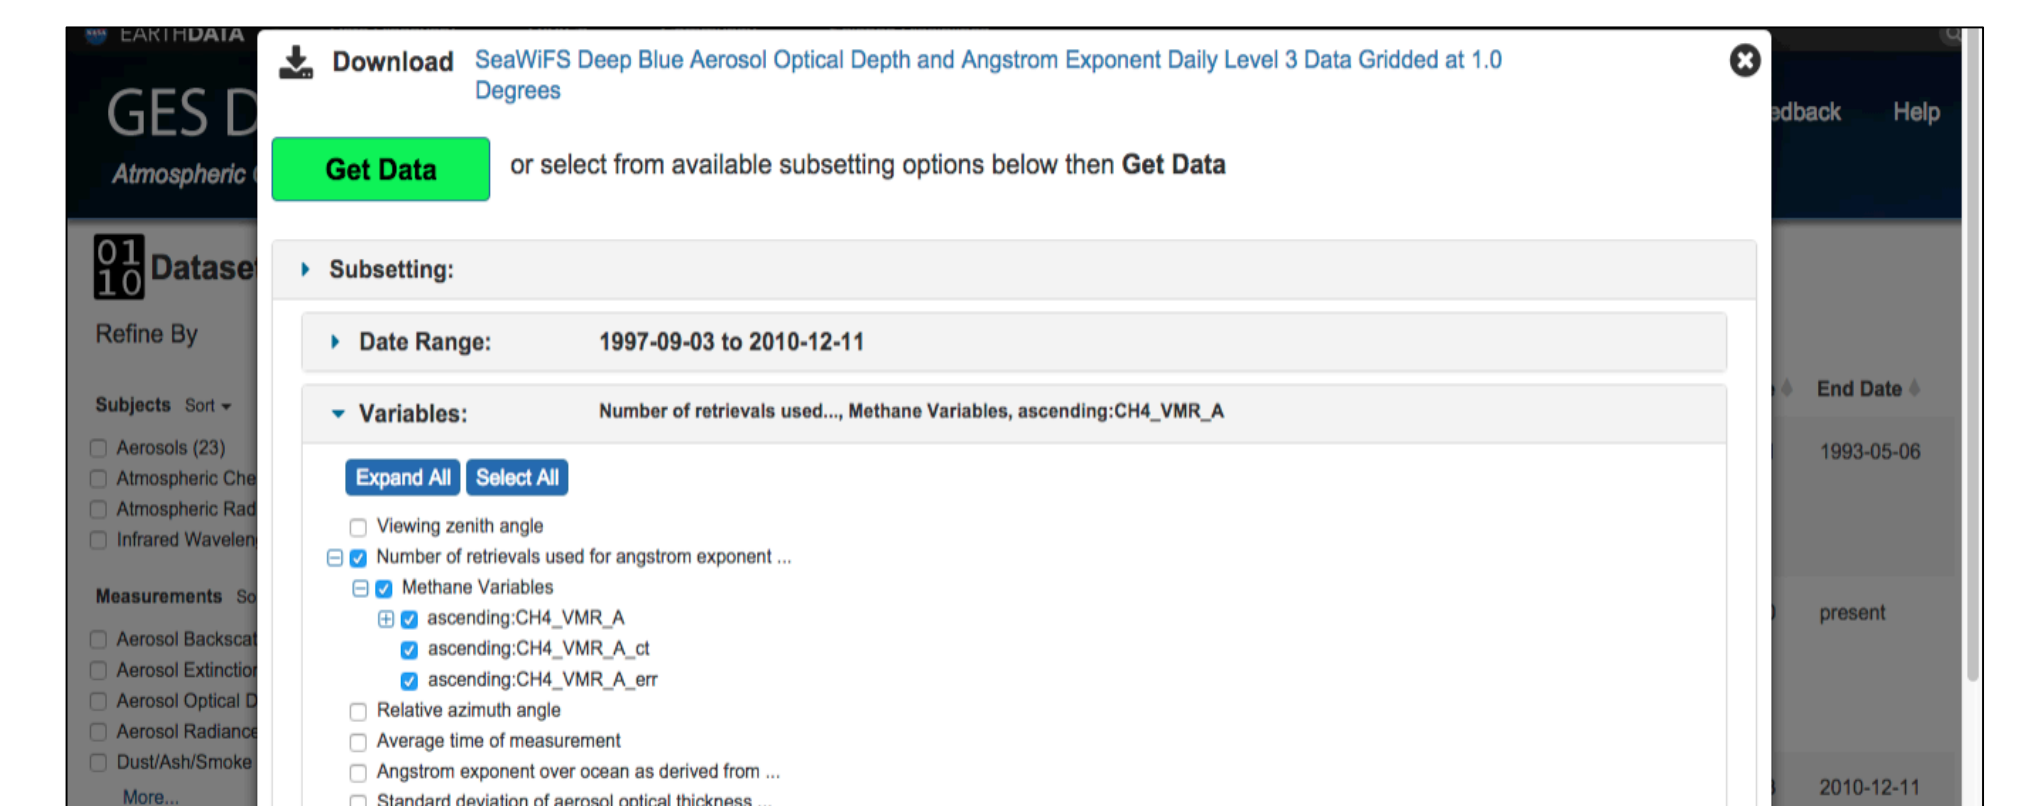 EARTHDATA
Download SeaWiFS Deep Blue Aerosol Optical Depth and Angstrom Exponent Daily Level 3 Data Gridded at 1.0
Degrees
GES D
edback Help
Get Data or select from available subsetting options below then Get Data
Atmospheric
01
10
Datase
Subsetting:
Refine By
Date Range: 1997-09-03 to 2010-12-11
End Date
Subjects Sort
Variables: Number of retrievals used..., Methane Variables, ascending:CH4_VMR_A
Aerosols (23)
1993-05-06
Atmospheric Che
Expand All Select All
Atmospheric Rad
Viewing zenith angle
Infrared Wavelen
Number of retrievals used for angstrom exponent ...
Methane Variables
Measurements So
ascending:CH4_VMR_A
present
Aerosol Backscat
ascending:CH4_VMR_A_ct
Aerosol Extinction
ascending:CH4_VMR_A_err
Aerosol Optical D
Relative azimuth angle
Aerosol Radiance
Average time of measurement
Dust/Ash/Smoke
Angstrom exponent over ocean as derived from ...
More...
Standard deviation of aerosol optical thickness ...
2010-12-11